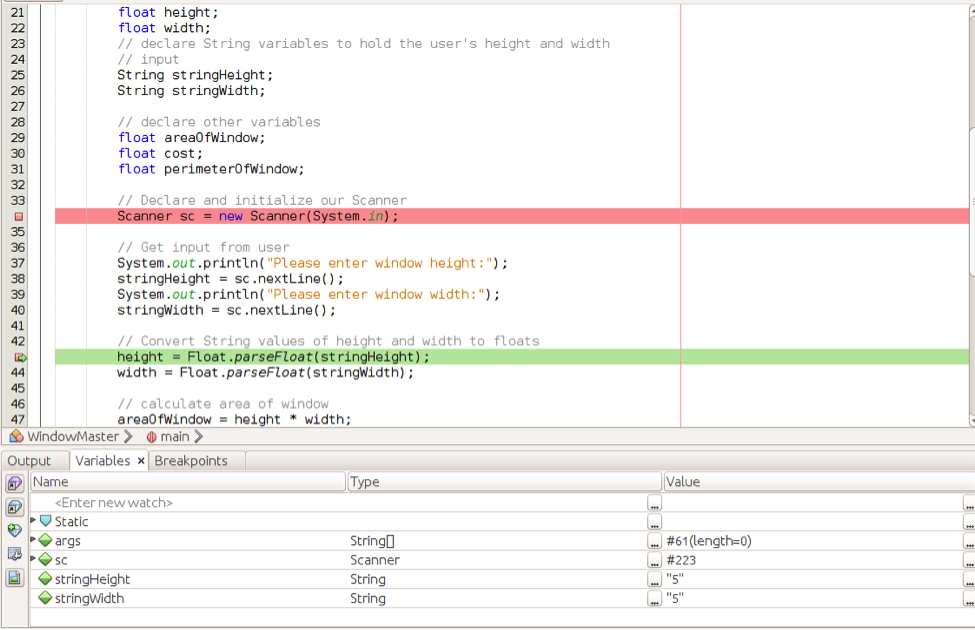 21 float height;
22 float width;
23 // declare String variables to hold the user's height and width
24 // input
25 String stringHeight;
26 String stringWidth;
27
28 // declare other variables
29 float areaOfWindow;
30 float cost;
31 float perimeterOfWindow;
32
33 // Declare and initialize our Scanner
Scanner sc = new Scanner(System.in);
35
36 // Get input from user
37 System.out.println("Please enter window height:");
38 stringHeight = sc.nextLine();
39 System.out.println("Please enter window width:");
40 stringWidth = sc.nextLine();
41
42 // Convert String values of height and width to floats
height = Float.parseFloat(stringHeight);
44 width = Float.parseFloat(stringWidth);
45
46 // calculate area of window
47 areaOfWindow = height * width;
WindowMaster main
Output Variables × Breakpoints
Name Type Value
<Enter new watch> ...
Static ...
args String[] ... #61(length=0) ...
sc Scanner ... #223 ...
stringHeight String ... "5" ...
stringWidth String ... "5" ...